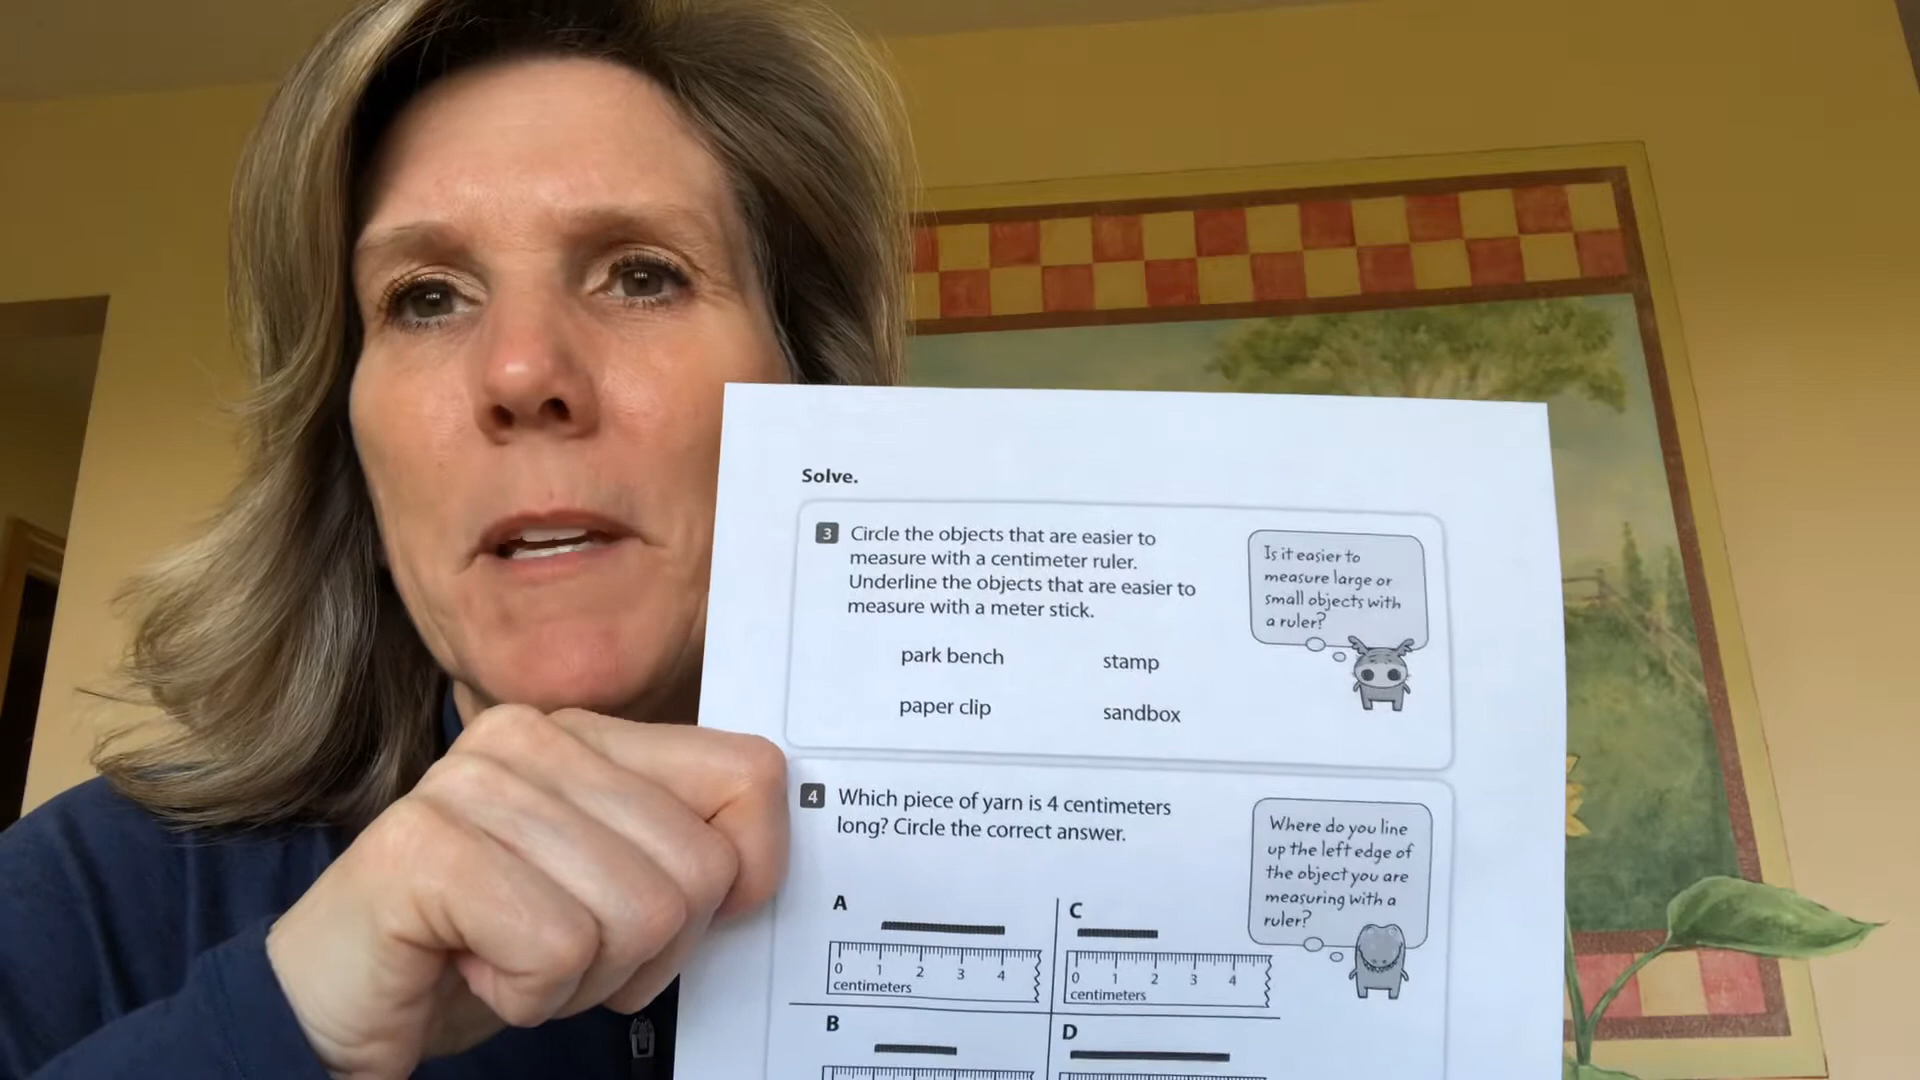 Solve.
3 Circle the objects that are easier to
measure with a centimeter ruler.
Underline the objects that are easier to
measure with a meter stick.
park bench stamp
paper clip sandbox
Is it easier to
measure large or
small objects with
a ruler?
4 Which piece of yarn is 4 centimeters
long? Circle the correct answer.
Where do you line
up the left edge of
the object you are
measuring with a
ruler?
A
0 1 2 3 4
centimeters
C
0 1 2 3 4
centimeters
B
D